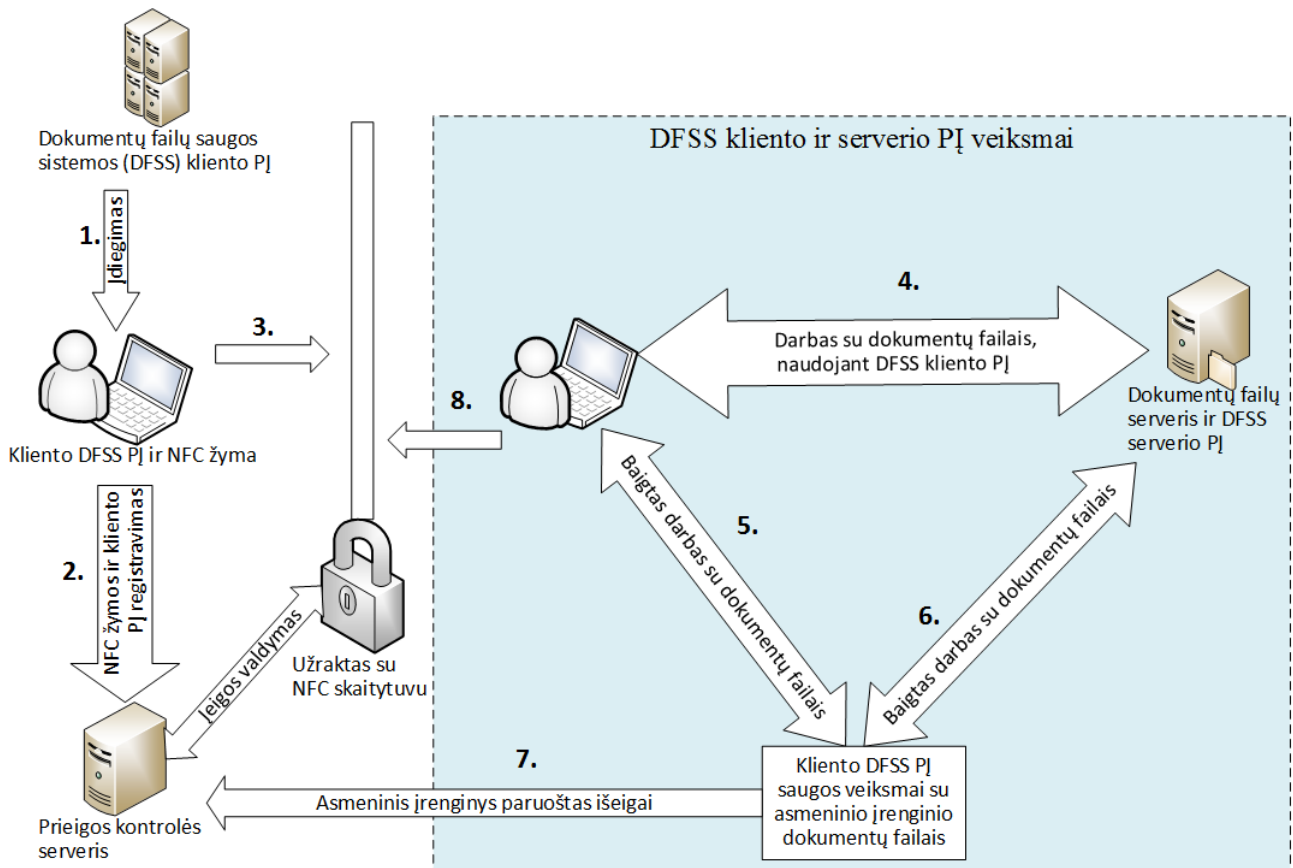 Dokumentų failų saugos
sistemos (DFSS) kliento PĮ
DFSS kliento ir serverio PĮ veiksmai
1.
Įdiegimas
3.
4.
Darbas su dokumentų failais,
naudojant DFSS kliento PĮ
Dokumentų failų
serveris ir DFSS
serverio PĮ
8.
Kliento DFSS PĮ ir NFC žyma
2.
NFC žymos ir kliento
PĮ registravimas
5.
Baigtas darbas su dokumentų failais
6.
Baigtas darbas su dokumentų failais
Įeigos valdymas
Užraktas su
NFC skaitytuvu
7.
Asmeninis įrenginys paruoštas išeigai
Kliento DFSS PĮ
saugos veiksmai su
asmeninio įrenginio
dokumentų failais
Prieigos kontrolės
serveris